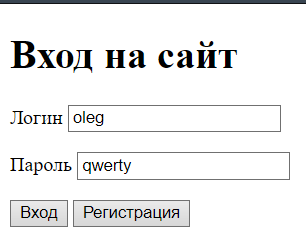 Вход на сайт
Логин oleg
Пароль qwerty
Вход Регистрация